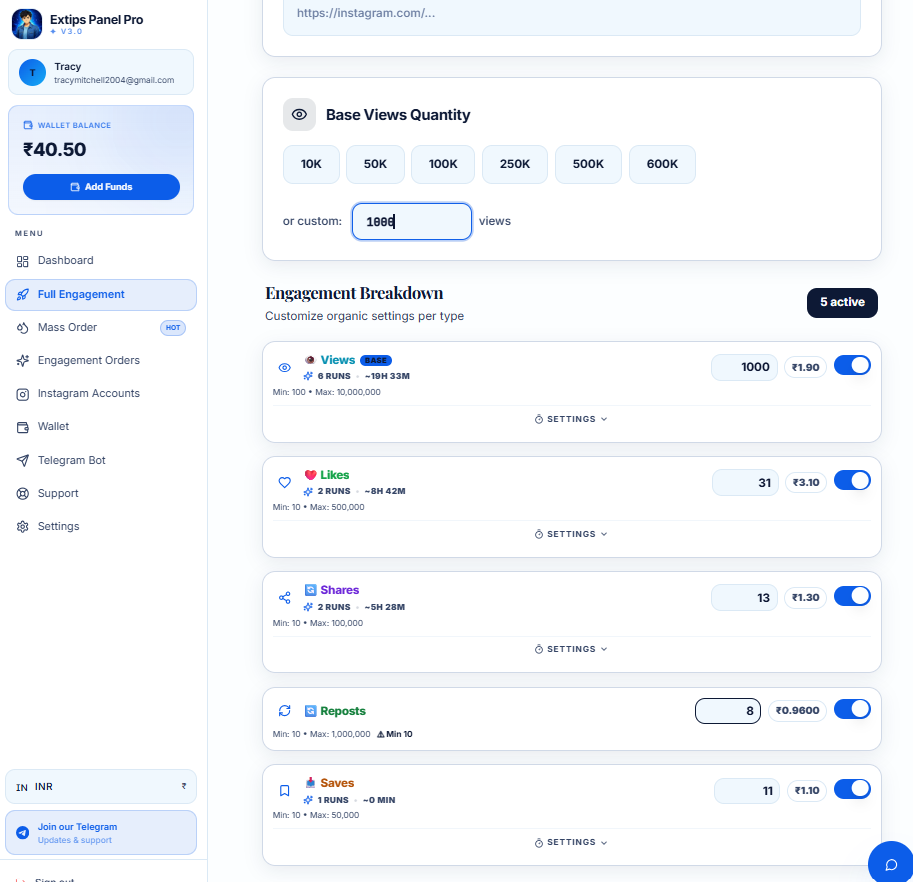 Extips Panel Pro
✦ V3.0
T
Tracy
tracymitchell2004@gmail.com
WALLET BALANCE
₹40.50
Add Funds
MENU
Dashboard
Full Engagement
Mass Order
HOT
Engagement Orders
Instagram Accounts
Wallet
Telegram Bot
Support
Settings
IN INR ₹
Join our Telegram
Updates & support
https://instagram.com/...
Base Views Quantity
10K 50K 100K 250K 500K 600K
or custom: 1000 views
Engagement Breakdown
Customize organic settings per type
5 active
Views BASE 1000 ₹1.90
6 RUNS • ~19H 33M
Min: 100 • Max: 10,000,000
SETTINGS
Likes 31 ₹3.10
2 RUNS • ~8H 42M
Min: 10 • Max: 500,000
SETTINGS
Shares 13 ₹1.30
2 RUNS • ~5H 28M
Min: 10 • Max: 100,000
SETTINGS
Reposts 8 ₹0.9600
Min: 10 • Max: 1,000,000 ⚠ Min 10
Saves 11 ₹1.10
1 RUNS • ~0 MIN
Min: 10 • Max: 50,000
SETTINGS